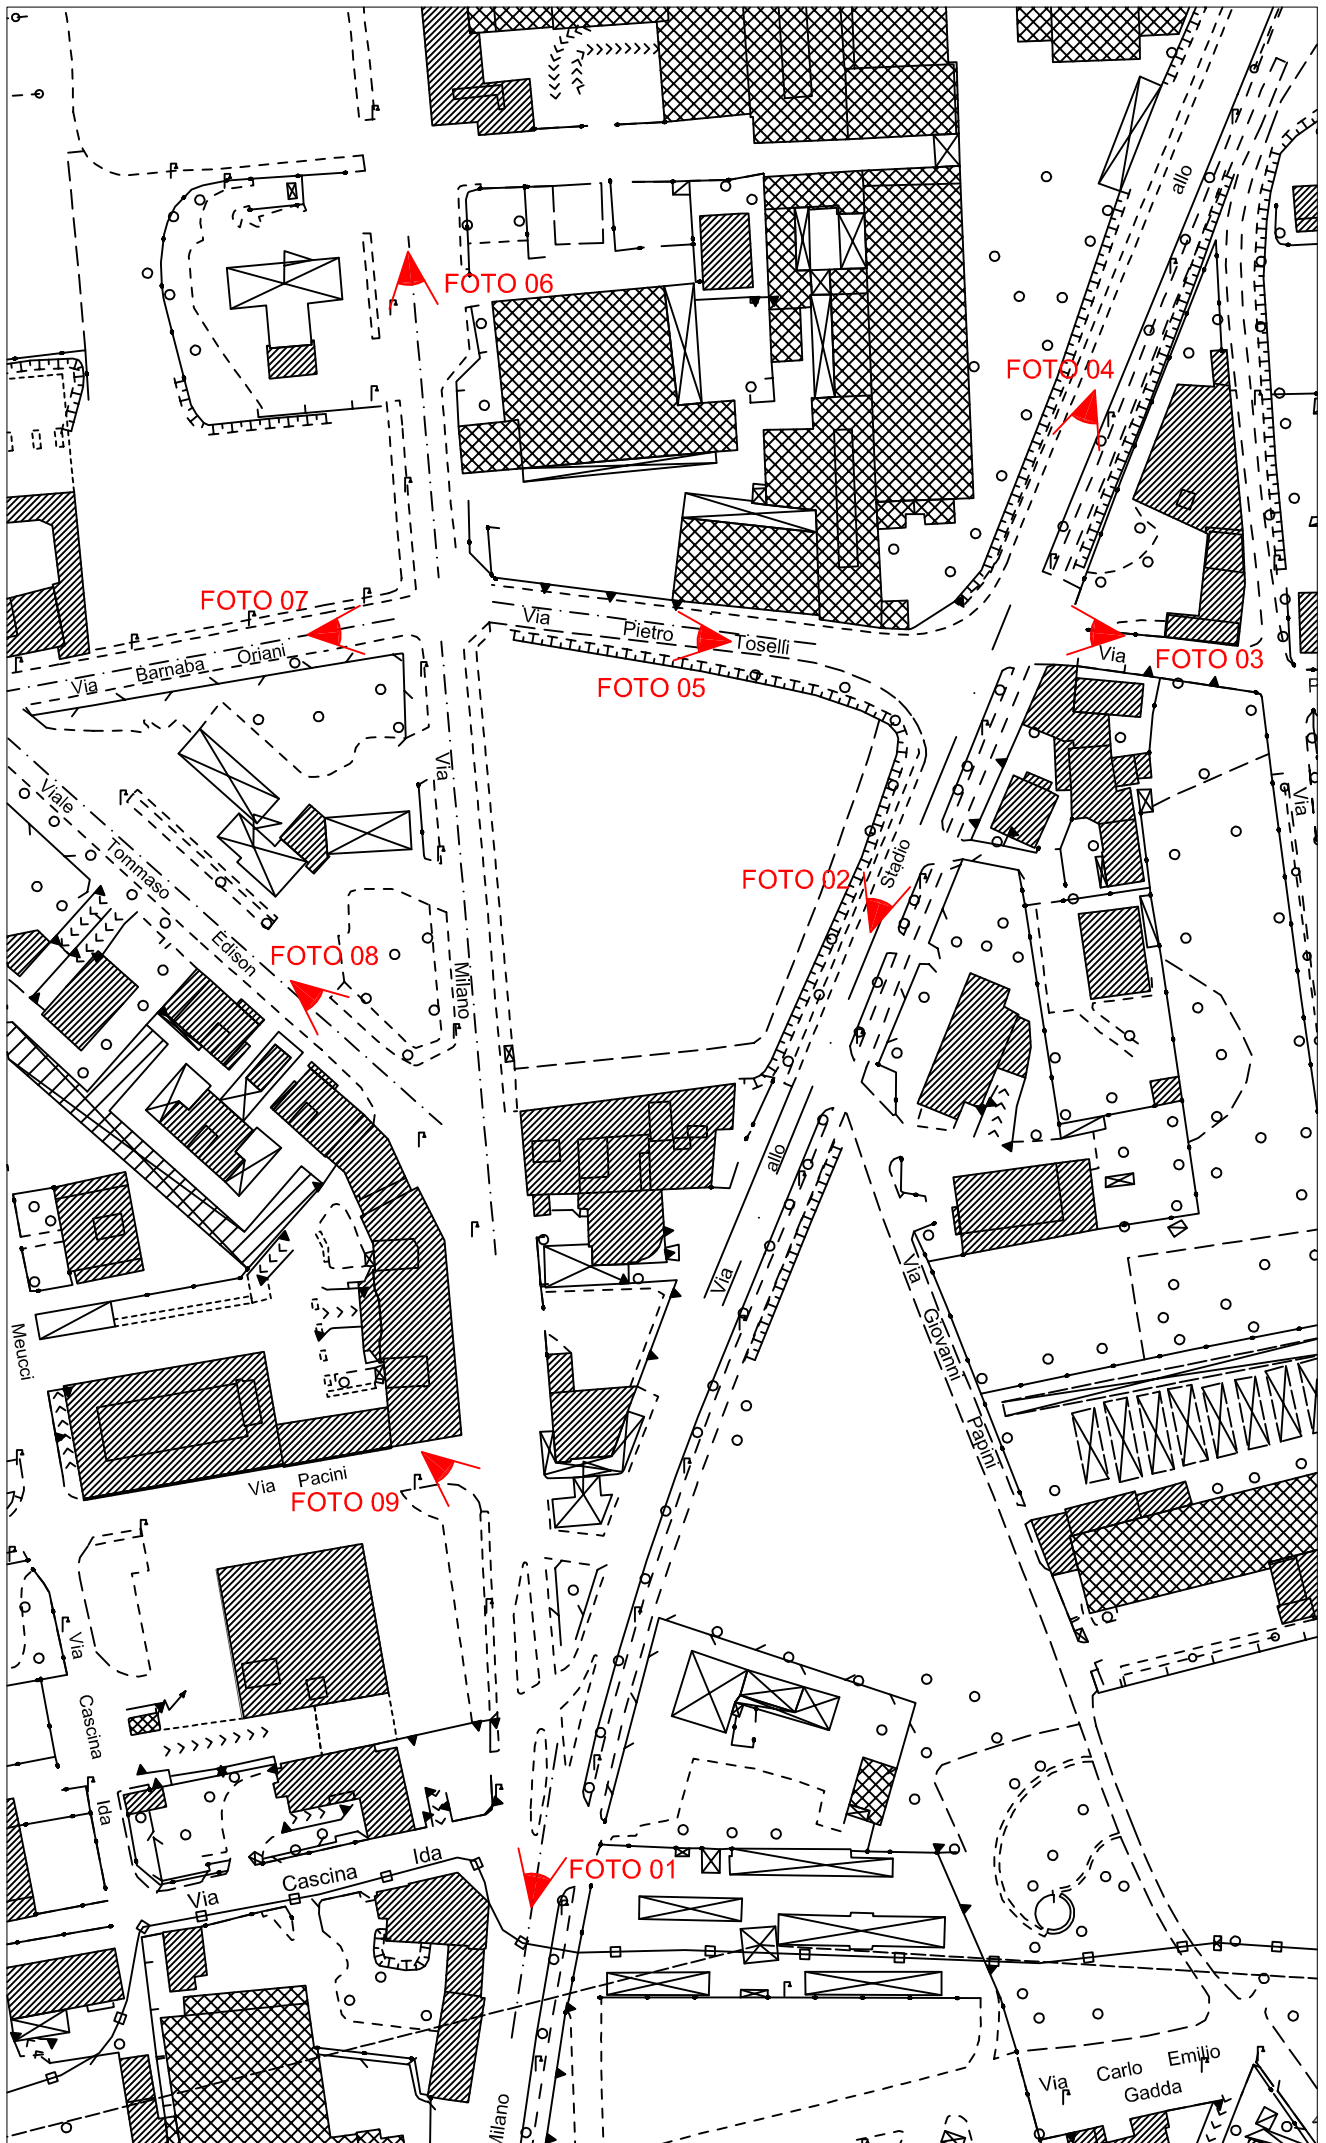 allo
FOTO 06
FOTO 04
FOTO 07
Via Pietro Toselli
Via Barnaba Oriani
FOTO 05
Via
FOTO 03
P
Via
Via
Viale Tommaso Edison
Stadio
FOTO 02
FOTO 08
Milano
allo
Via
Via Giovanni Papini
Meucci
Via Pacini
FOTO 09
Via Cascina Ida
FOTO 01
Via Cascina Ida
Milano
Via Carlo Emilio
Gadda